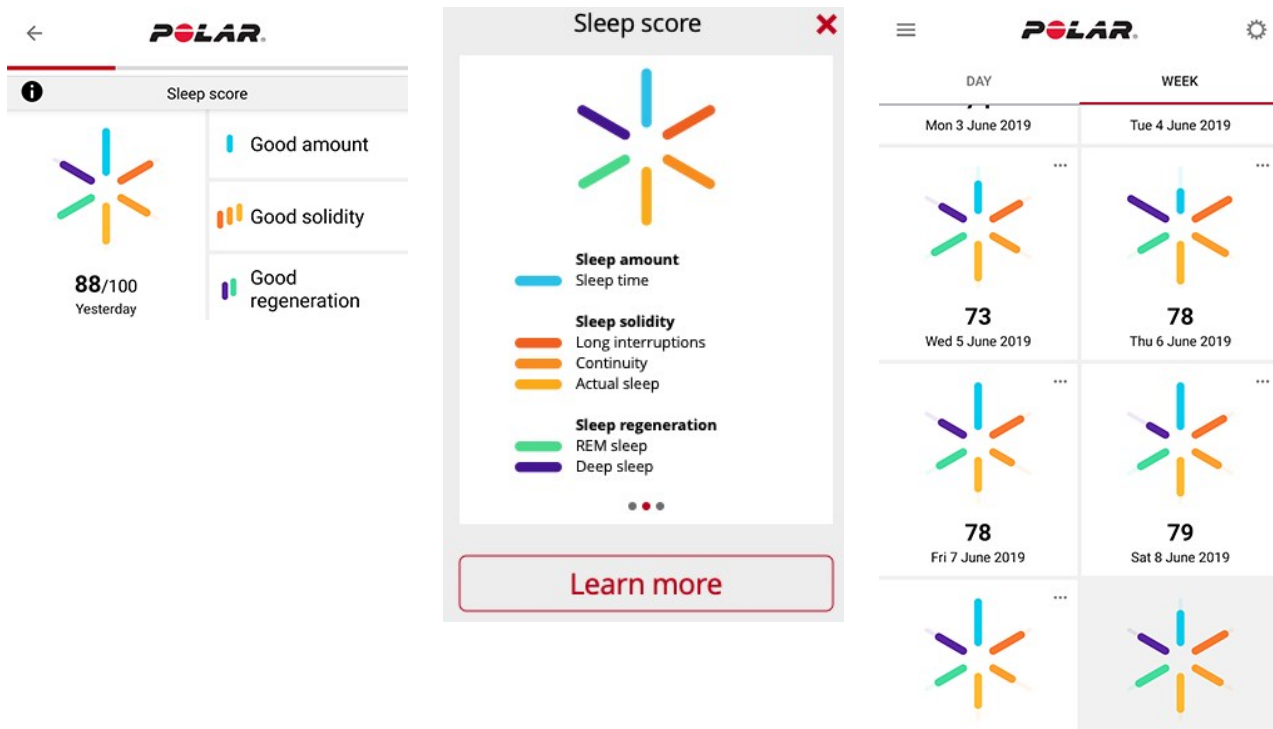 POLAR
Sleep score
Good amount
Good solidity
Good
regeneration
88/100
Yesterday
Sleep score
Sleep amount
Sleep time
Sleep solidity
Long interruptions
Continuity
Actual sleep
Sleep regeneration
REM sleep
Deep sleep
Learn more
POLAR
DAY
WEEK
Mon 3 June 2019
Tue 4 June 2019
73
Wed 5 June 2019
78
Thu 6 June 2019
78
Fri 7 June 2019
79
Sat 8 June 2019